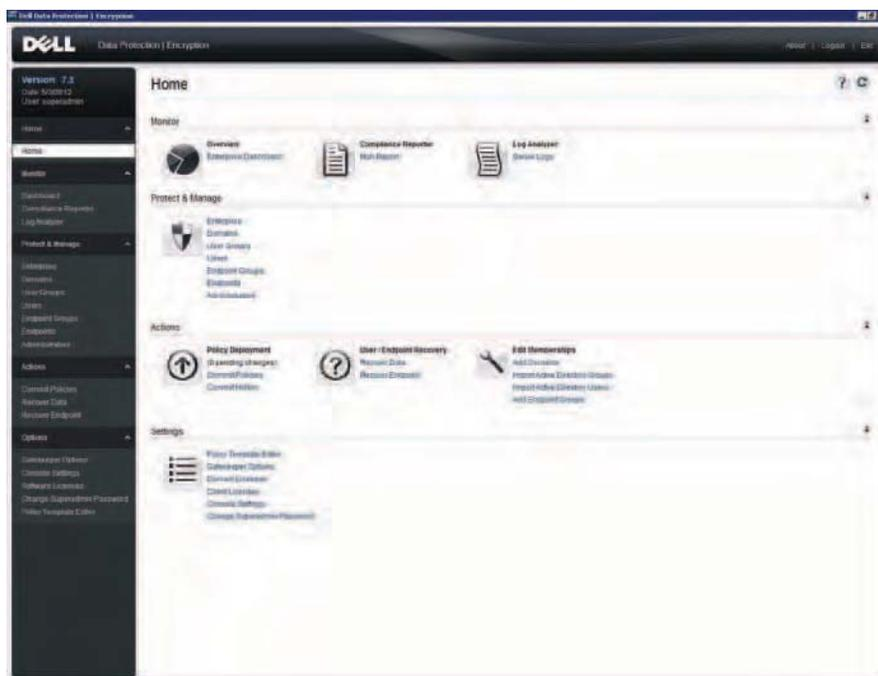 Dell Data Protection | Encryption
DELL
Data Protection | Encryption
About | Logout | Exit
Version: 7.2
User: superadmin
Home
Home
Monitor
Dashboard
Compliance Reporter
Log Analyzer
Protect & Manage
Enterprise
Domains
User Groups
Users
Endpoint Groups
Endpoints
Administrators
Actions
Commit Policies
Recover Data
Recover Endpoint
Options
Gatekeeper Options
Console Settings
Software Licenses
Change Superadmin Password
Policy Template Editor
Home
? C
Monitor
Overview
Enterprise Dashboard
Compliance Reporter
Run Report
Log Analyzer
Server Logs
Protect & Manage
Enterprise
Domains
User Groups
Users
Endpoint Groups
Endpoints
Administrators
Actions
Policy Deployment
(0 pending changes)
Commit Policies
Commit History
User / Endpoint Recovery
Recover Data
Recover Endpoint
Edit Memberships
Add Domains
Import Active Directory Groups
Import Active Directory Users
Add Endpoint Groups
Settings
Policy Template Editor
Gatekeeper Options
Client Licenses
Console Settings
Change Superadmin Password